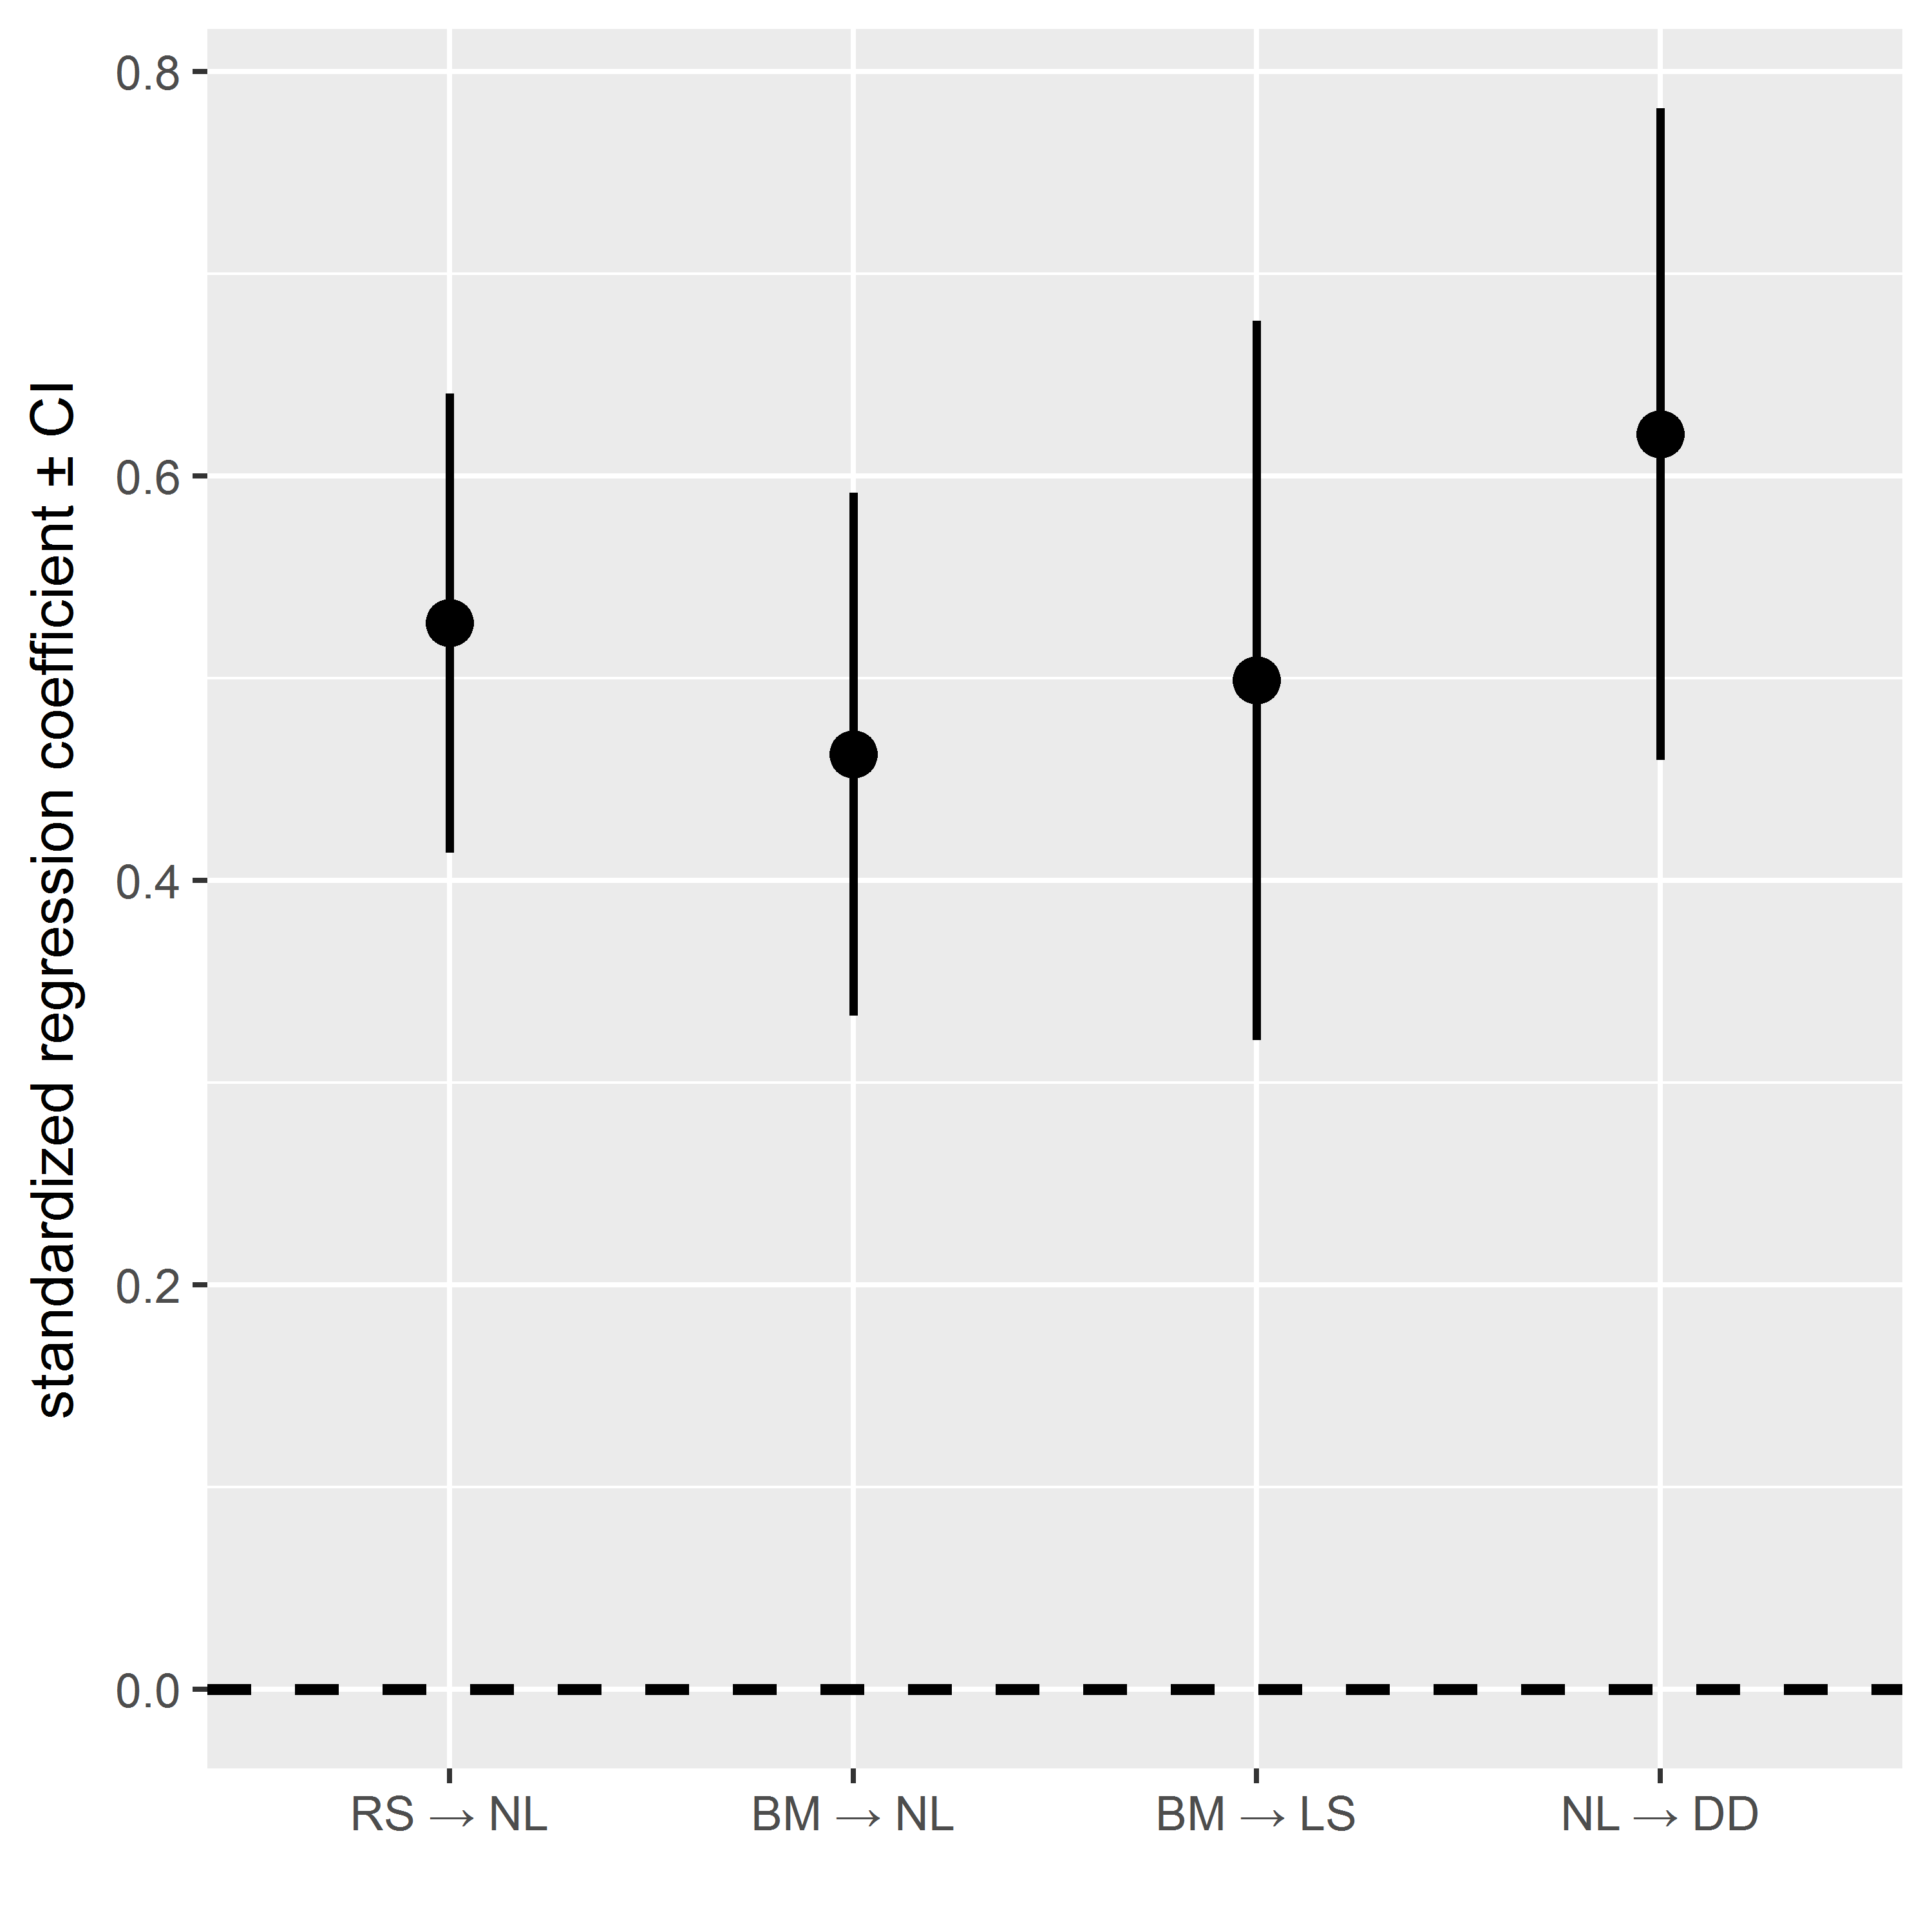 standardized regression coefficient ± CI
0.8
0.6
0.4
0.2
0.0
RS → NL
BM → NL
BM → LS
NL → DD